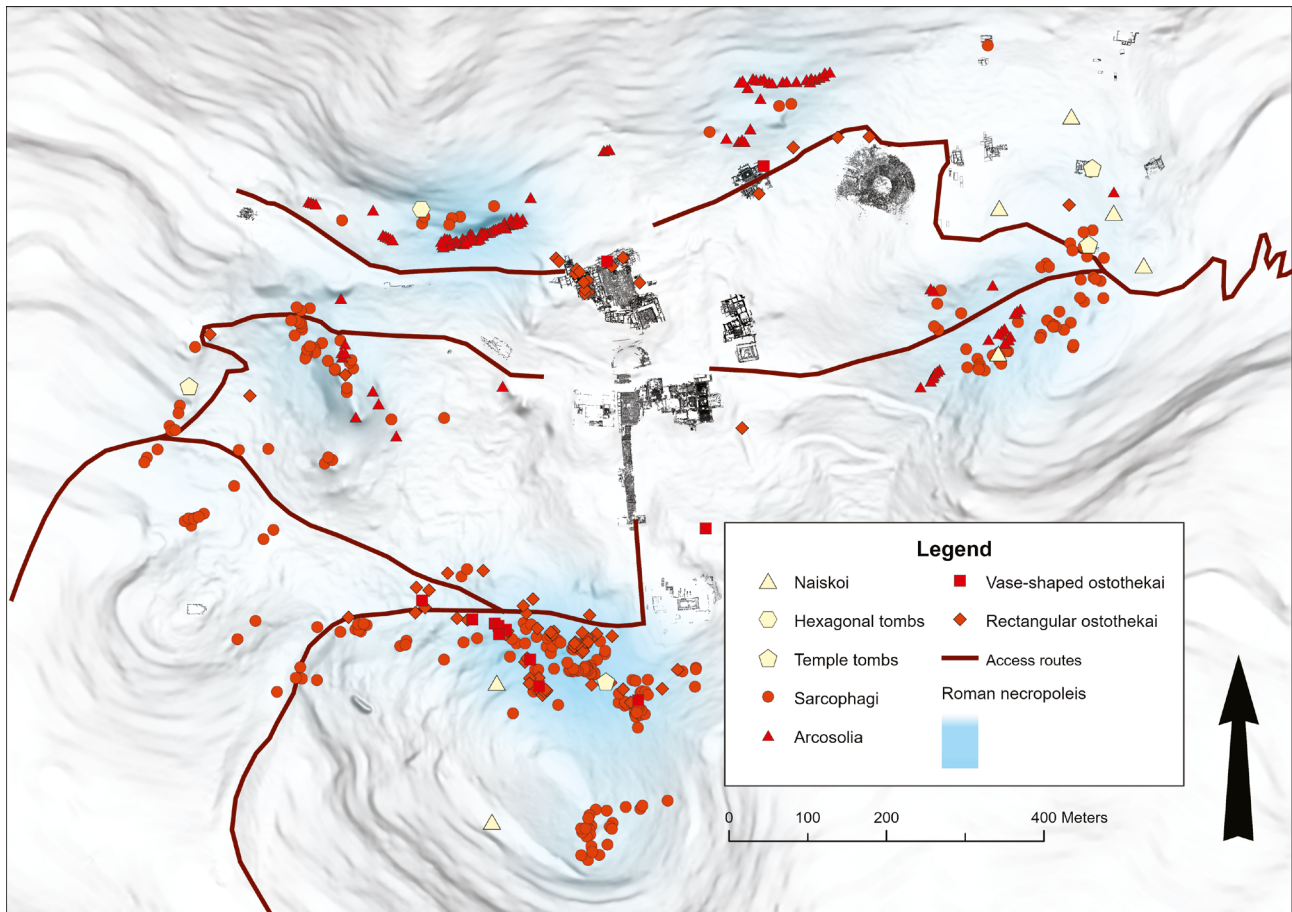 Legend
Naiskoi
Vase-shaped ostothekai
Hexagonal tombs
Rectangular ostothekai
Temple tombs
Access routes
Sarcophagi
Roman necropoleis
Arcosolia
0 100 200 400 Meters